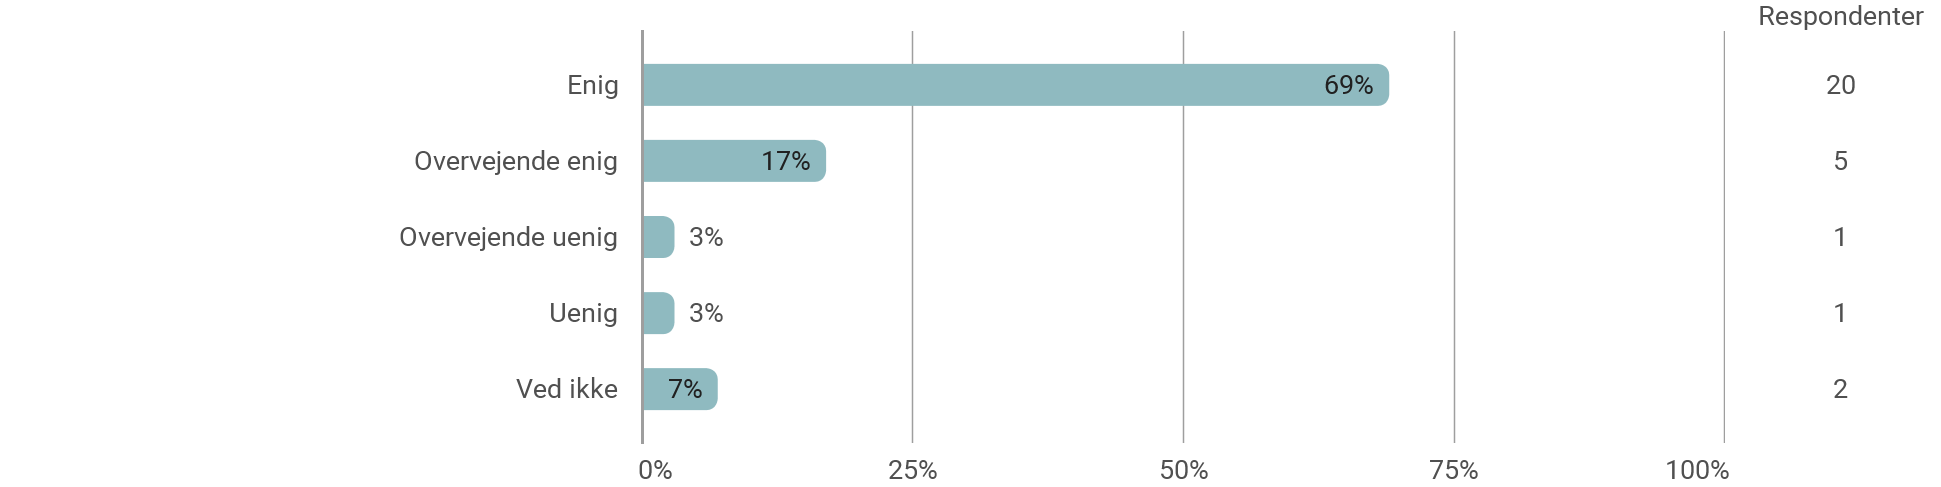 Respondenter
Enig 69% 20
Overvejende enig 17% 5
Overvejende uenig 3% 1
Uenig 3% 1
Ved ikke 7% 2
0% 25% 50% 75% 100%